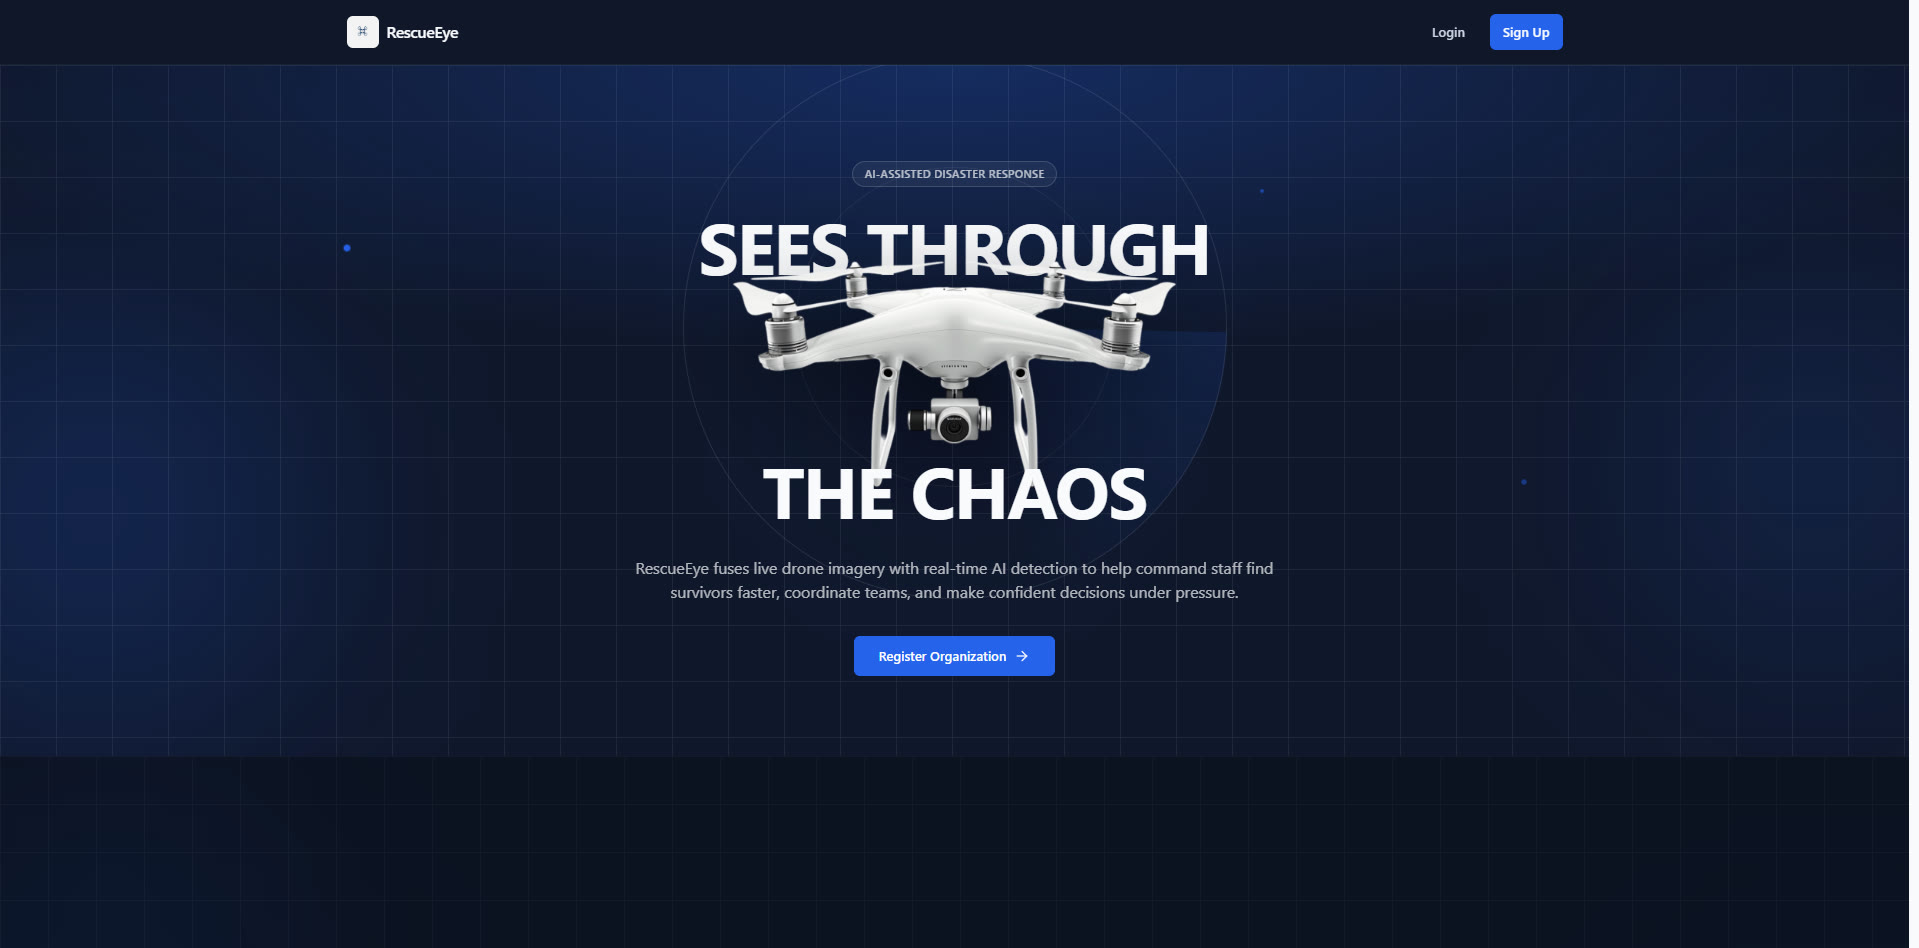 RescueEye
Login
Sign Up
AI-ASSISTED DISASTER RESPONSE
SEES THROUGH
THE CHAOS
RescueEye fuses live drone imagery with real-time AI detection to help command staff find
survivors faster, coordinate teams, and make confident decisions under pressure.
Register Organization